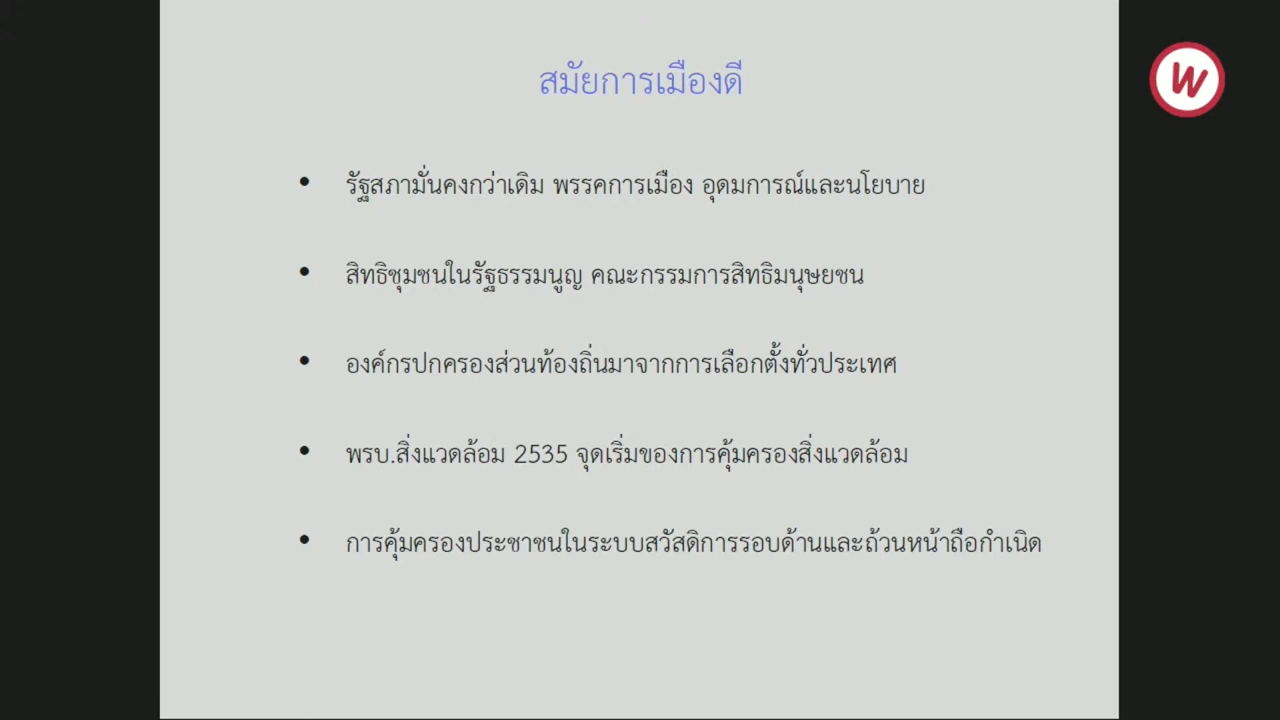 สมัยการเมืองดี
• รัฐสภามั่นคงกว่าเดิม พรรคการเมือง อุดมการณ์และนโยบาย
• สิทธิชุมชนในรัฐธรรมนูญ คณะกรรมการสิทธิมนุษยชน
• องค์กรปกครองส่วนท้องถิ่นมาจากการเลือกตั้งทั่วประเทศ
• พรบ.สิ่งแวดล้อม 2535 จุดเริ่มของการคุ้มครองสิ่งแวดล้อม
• การคุ้มครองประชาชนในระบบสวัสดิการรอบด้านและถ้วนหน้าถือกำเนิด
W